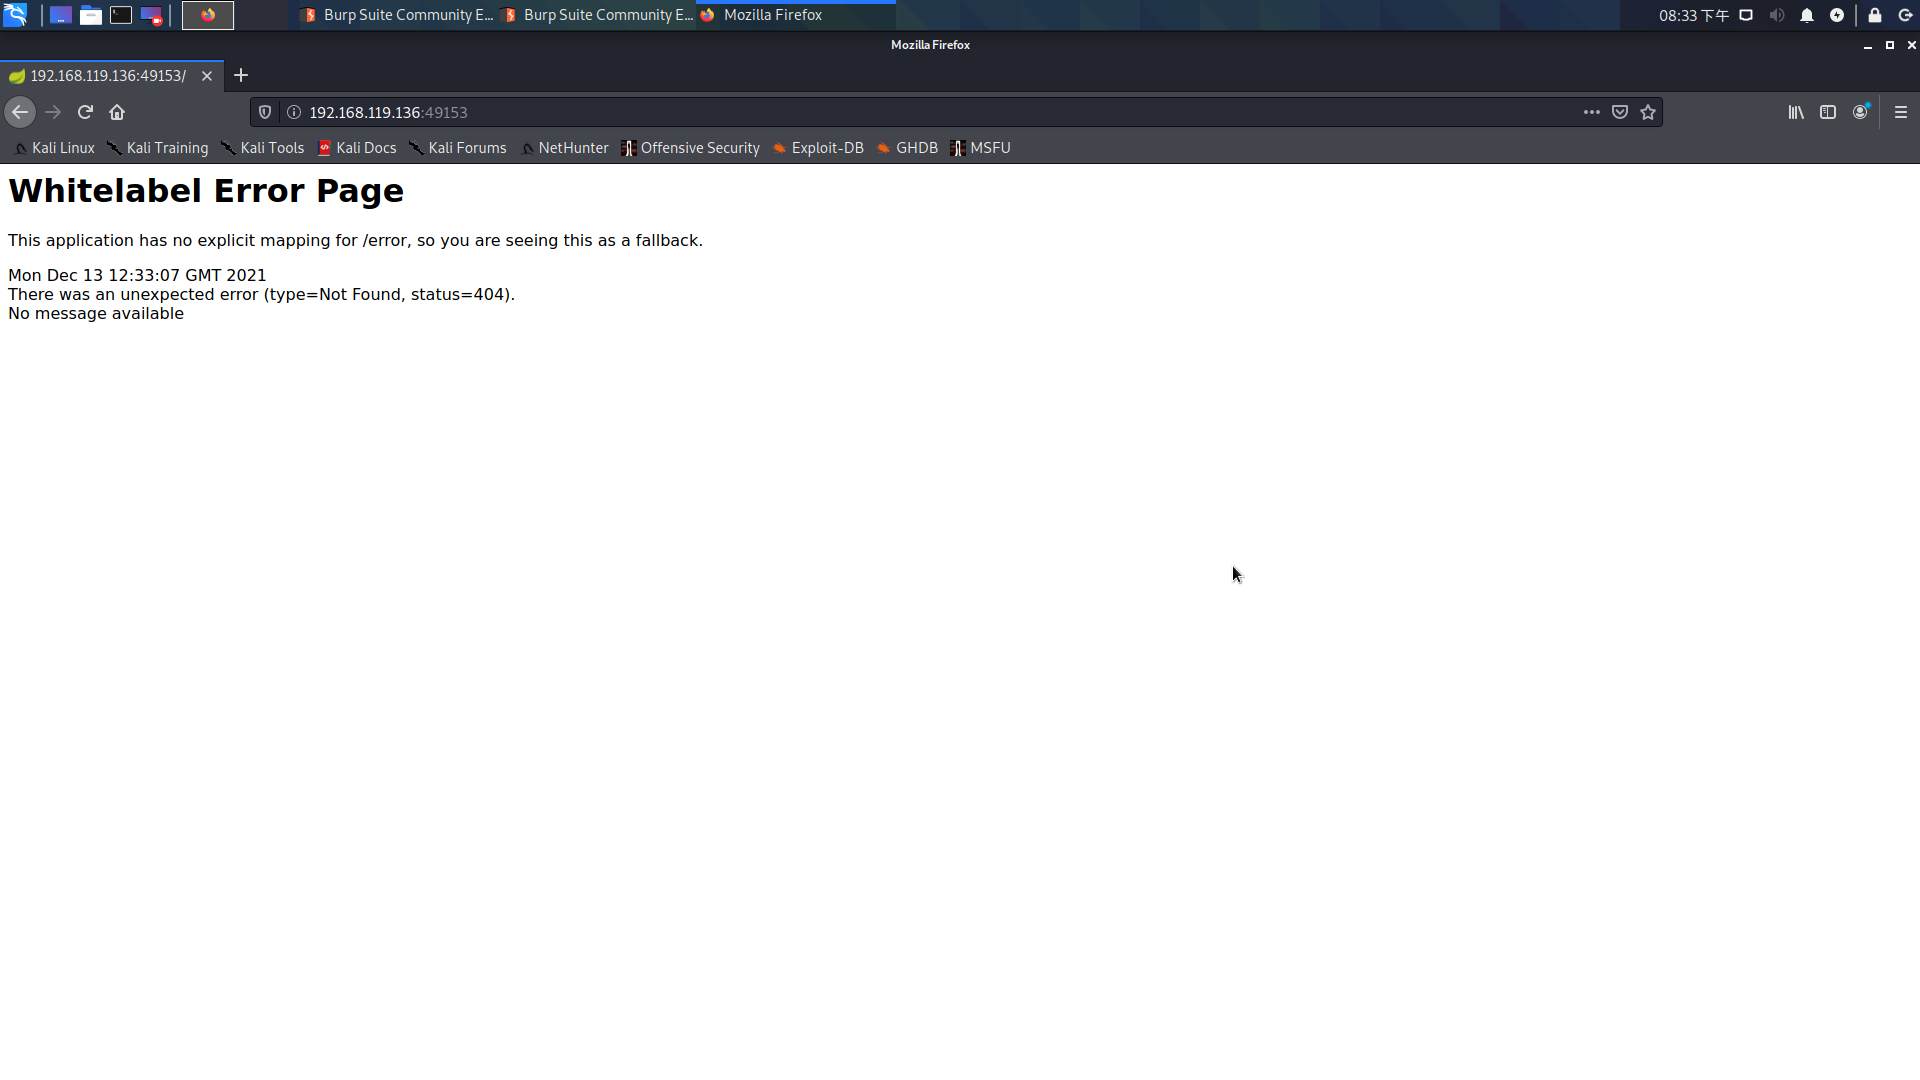 Burp Suite Community E... Burp Suite Community E... Mozilla Firefox 08:33 下午
Mozilla Firefox
192.168.119.136:49153/
192.168.119.136:49153
Kali Linux Kali Training Kali Tools Kali Docs Kali Forums NetHunter Offensive Security Exploit-DB GHDB MSFU
Whitelabel Error Page
This application has no explicit mapping for /error, so you are seeing this as a fallback.
Mon Dec 13 12:33:07 GMT 2021
There was an unexpected error (type=Not Found, status=404).
No message available